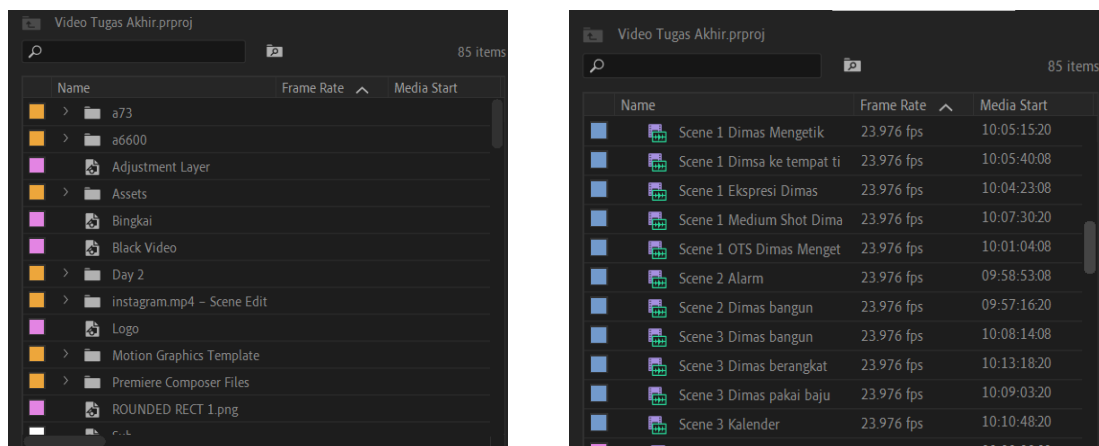 Video Tugas Akhir.prproj
85 items
Name Frame Rate Media Start
a73
a6600
Adjustment Layer
Assets
Bingkai
Black Video
Day 2
instagram.mp4 – Scene Edit
Logo
Motion Graphics Template
Premiere Composer Files
ROUNDED RECT 1.png
Video Tugas Akhir.prproj
85 items
Name Frame Rate Media Start
Scene 1 Dimas Mengetik 23.976 fps 10:05:15:20
Scene 1 Dimsa ke tempat ti 23.976 fps 10:05:40:08
Scene 1 Ekspresi Dimas 23.976 fps 10:04:23:08
Scene 1 Medium Shot Dima 23.976 fps 10:07:30:20
Scene 1 OTS Dimas Menget 23.976 fps 10:01:04:08
Scene 2 Alarm 23.976 fps 09:58:53:08
Scene 2 Dimas bangun 23.976 fps 09:57:16:20
Scene 3 Dimas bangun 23.976 fps 10:08:14:08
Scene 3 Dimas berangkat 23.976 fps 10:13:18:20
Scene 3 Dimas pakai baju 23.976 fps 10:09:03:20
Scene 3 Kalender 23.976 fps 10:10:48:20